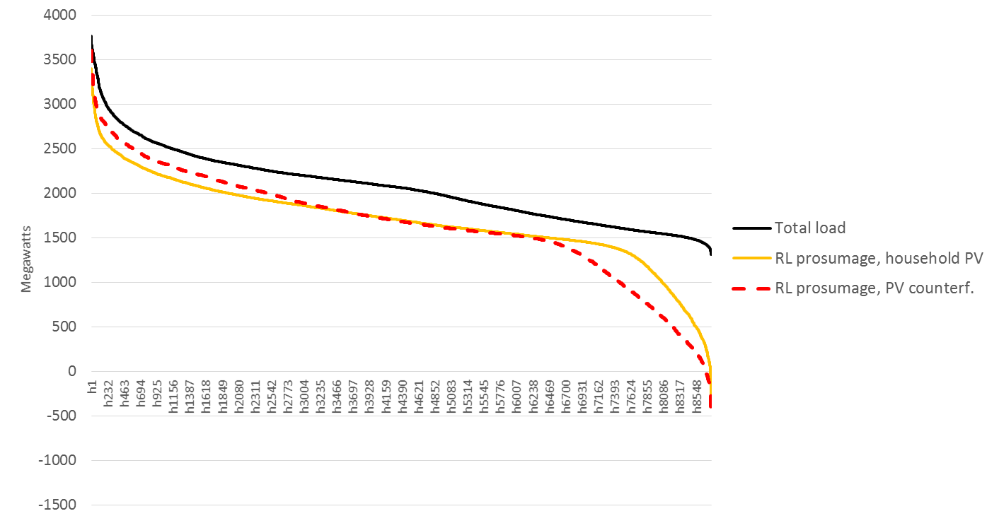 4000
3500
3000
2500
2000
1500
1000
500
0
-500
-1000
-1500
Megawatts
h1
h232
h463
h694
h925
h1156
h1387
h1618
h1849
h2080
h2311
h2542
h2773
h3004
h3235
h3466
h3697
h3928
h4159
h4390
h4621
h4852
h5083
h5314
h5545
h5776
h6007
h6238
h6469
h6700
h6931
h7162
h7393
h7624
h7855
h8086
h8317
h8548
Total load
RL prosumage, household PV
RL prosumage, PV counterf.